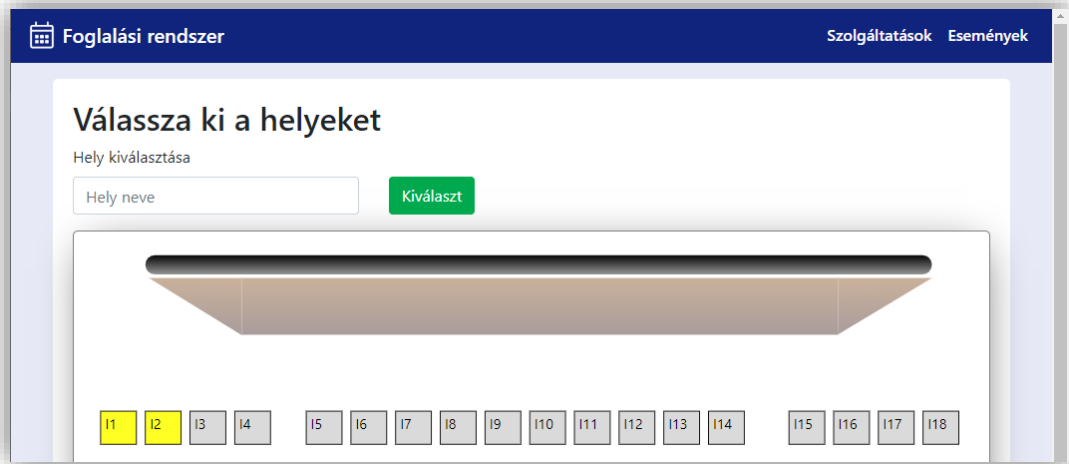 Foglalási rendszer Szolgáltatások Események
Válassza ki a helyeket
Hely kiválasztása
Hely neve Kiválaszt
I1 I2 I3 I4 I5 I6 I7 I8 I9 I10 I11 I12 I13 I14 I15 I16 I17 I18